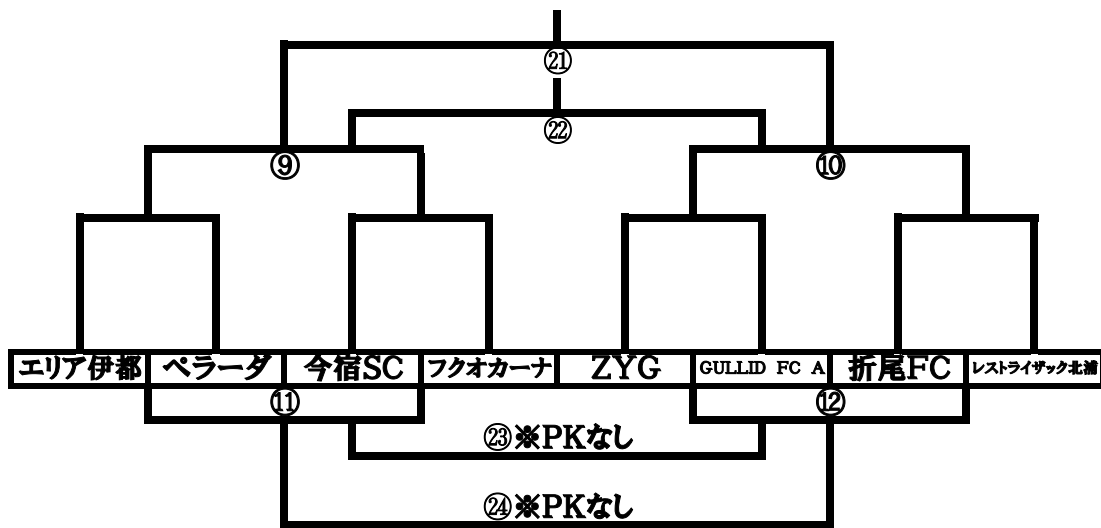 ㉑
㉒
⑨ ⑩
エリア伊都 ペラーダ 今宿SC フクオカーナ ZYG GULLID FC A 折尾FC レストライザック北浦
⑪ ⑫
㉓※PKなし
㉔※PKなし